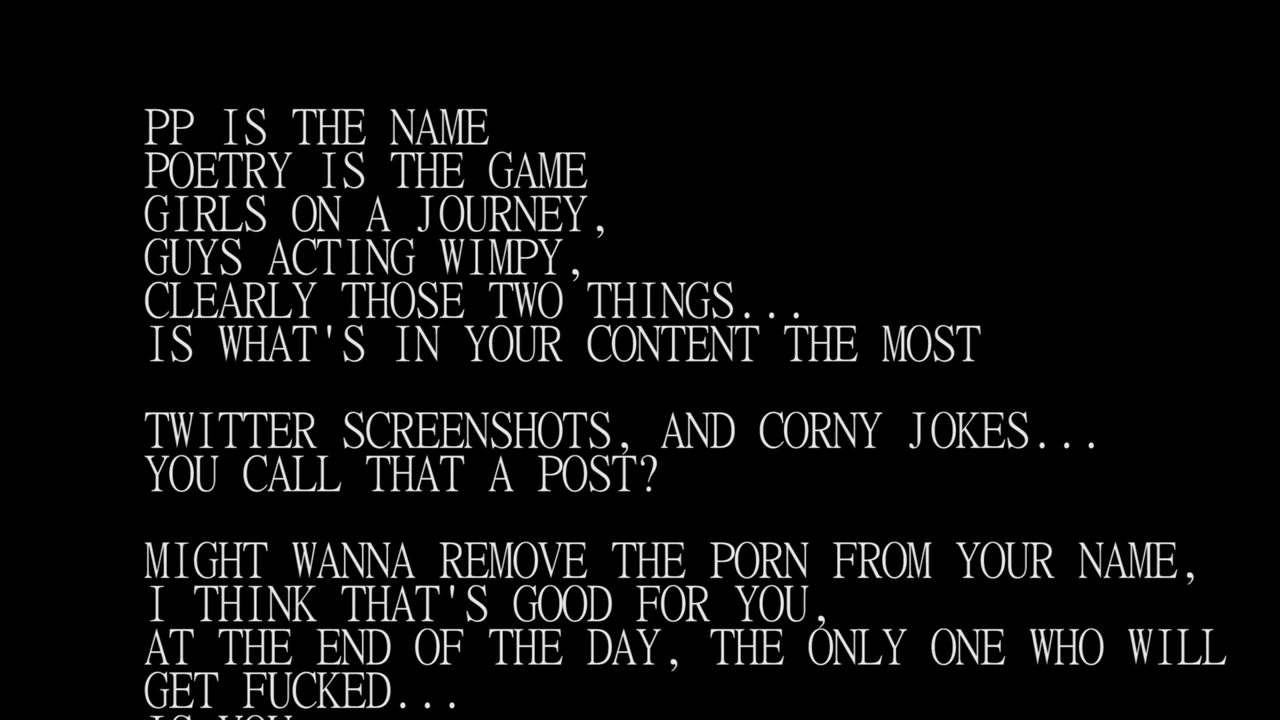 PP IS THE NAME
POETRY IS THE GAME
GIRLS ON A JOURNEY,
GUYS ACTING WIMPY,
CLEARLY THOSE TWO THINGS...
IS WHAT'S IN YOUR CONTENT THE MOST
TWITTER SCREENSHOTS, AND CORNY JOKES...
YOU CALL THAT A POST?
MIGHT WANNA REMOVE THE PORN FROM YOUR NAME,
I THINK THAT'S GOOD FOR YOU,
AT THE END OF THE DAY, THE ONLY ONE WHO WILL
GET FUCKED...
IS YOU